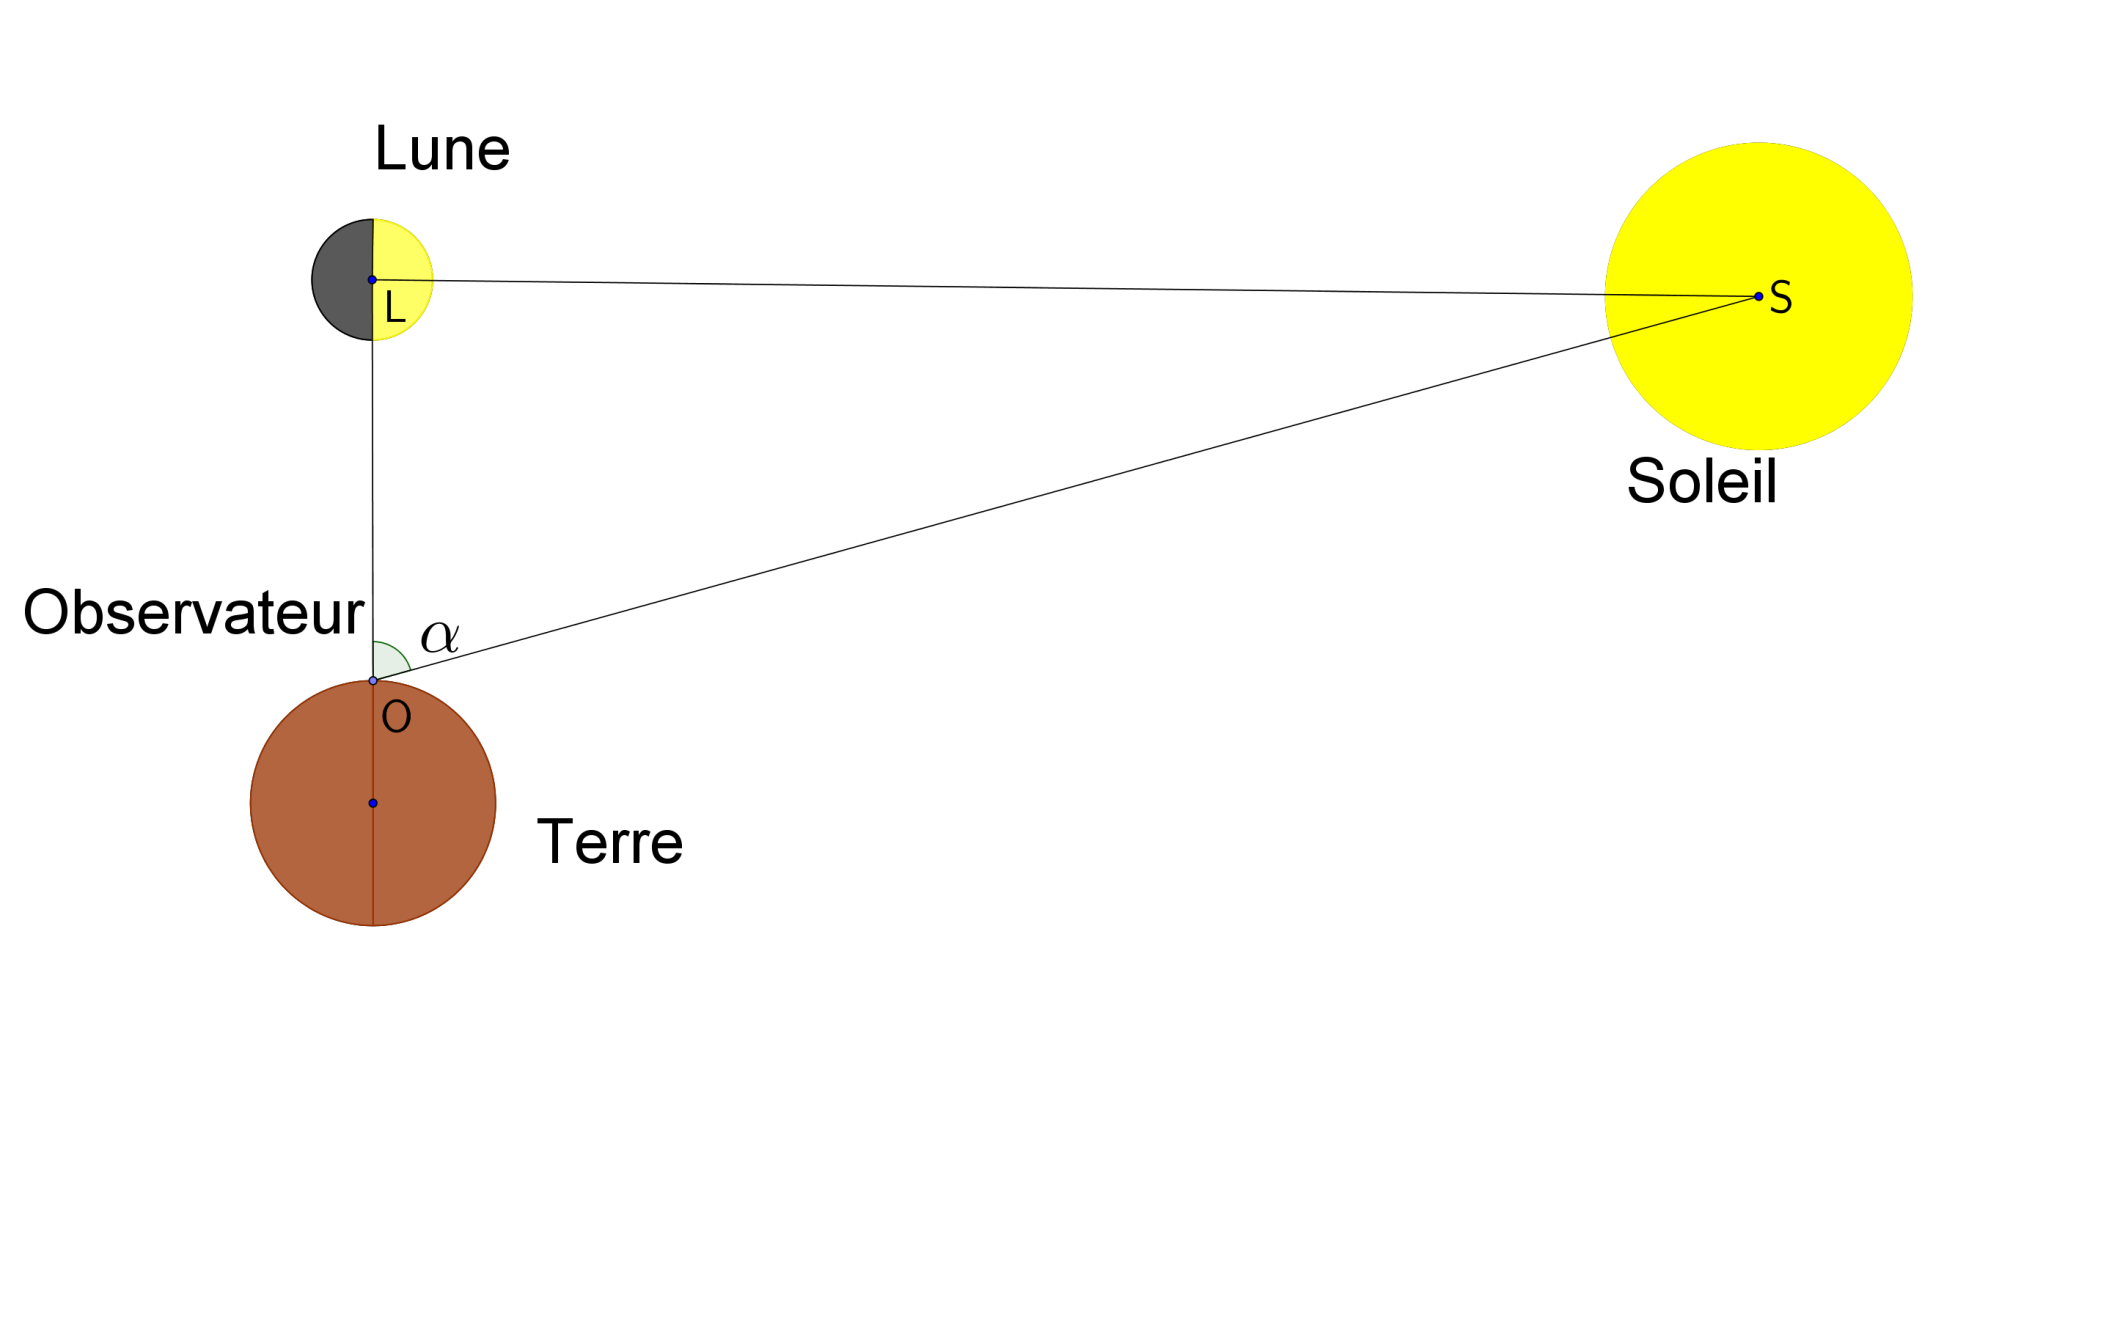 Lune
L
S
Soleil
Observateur
α
O
Terre